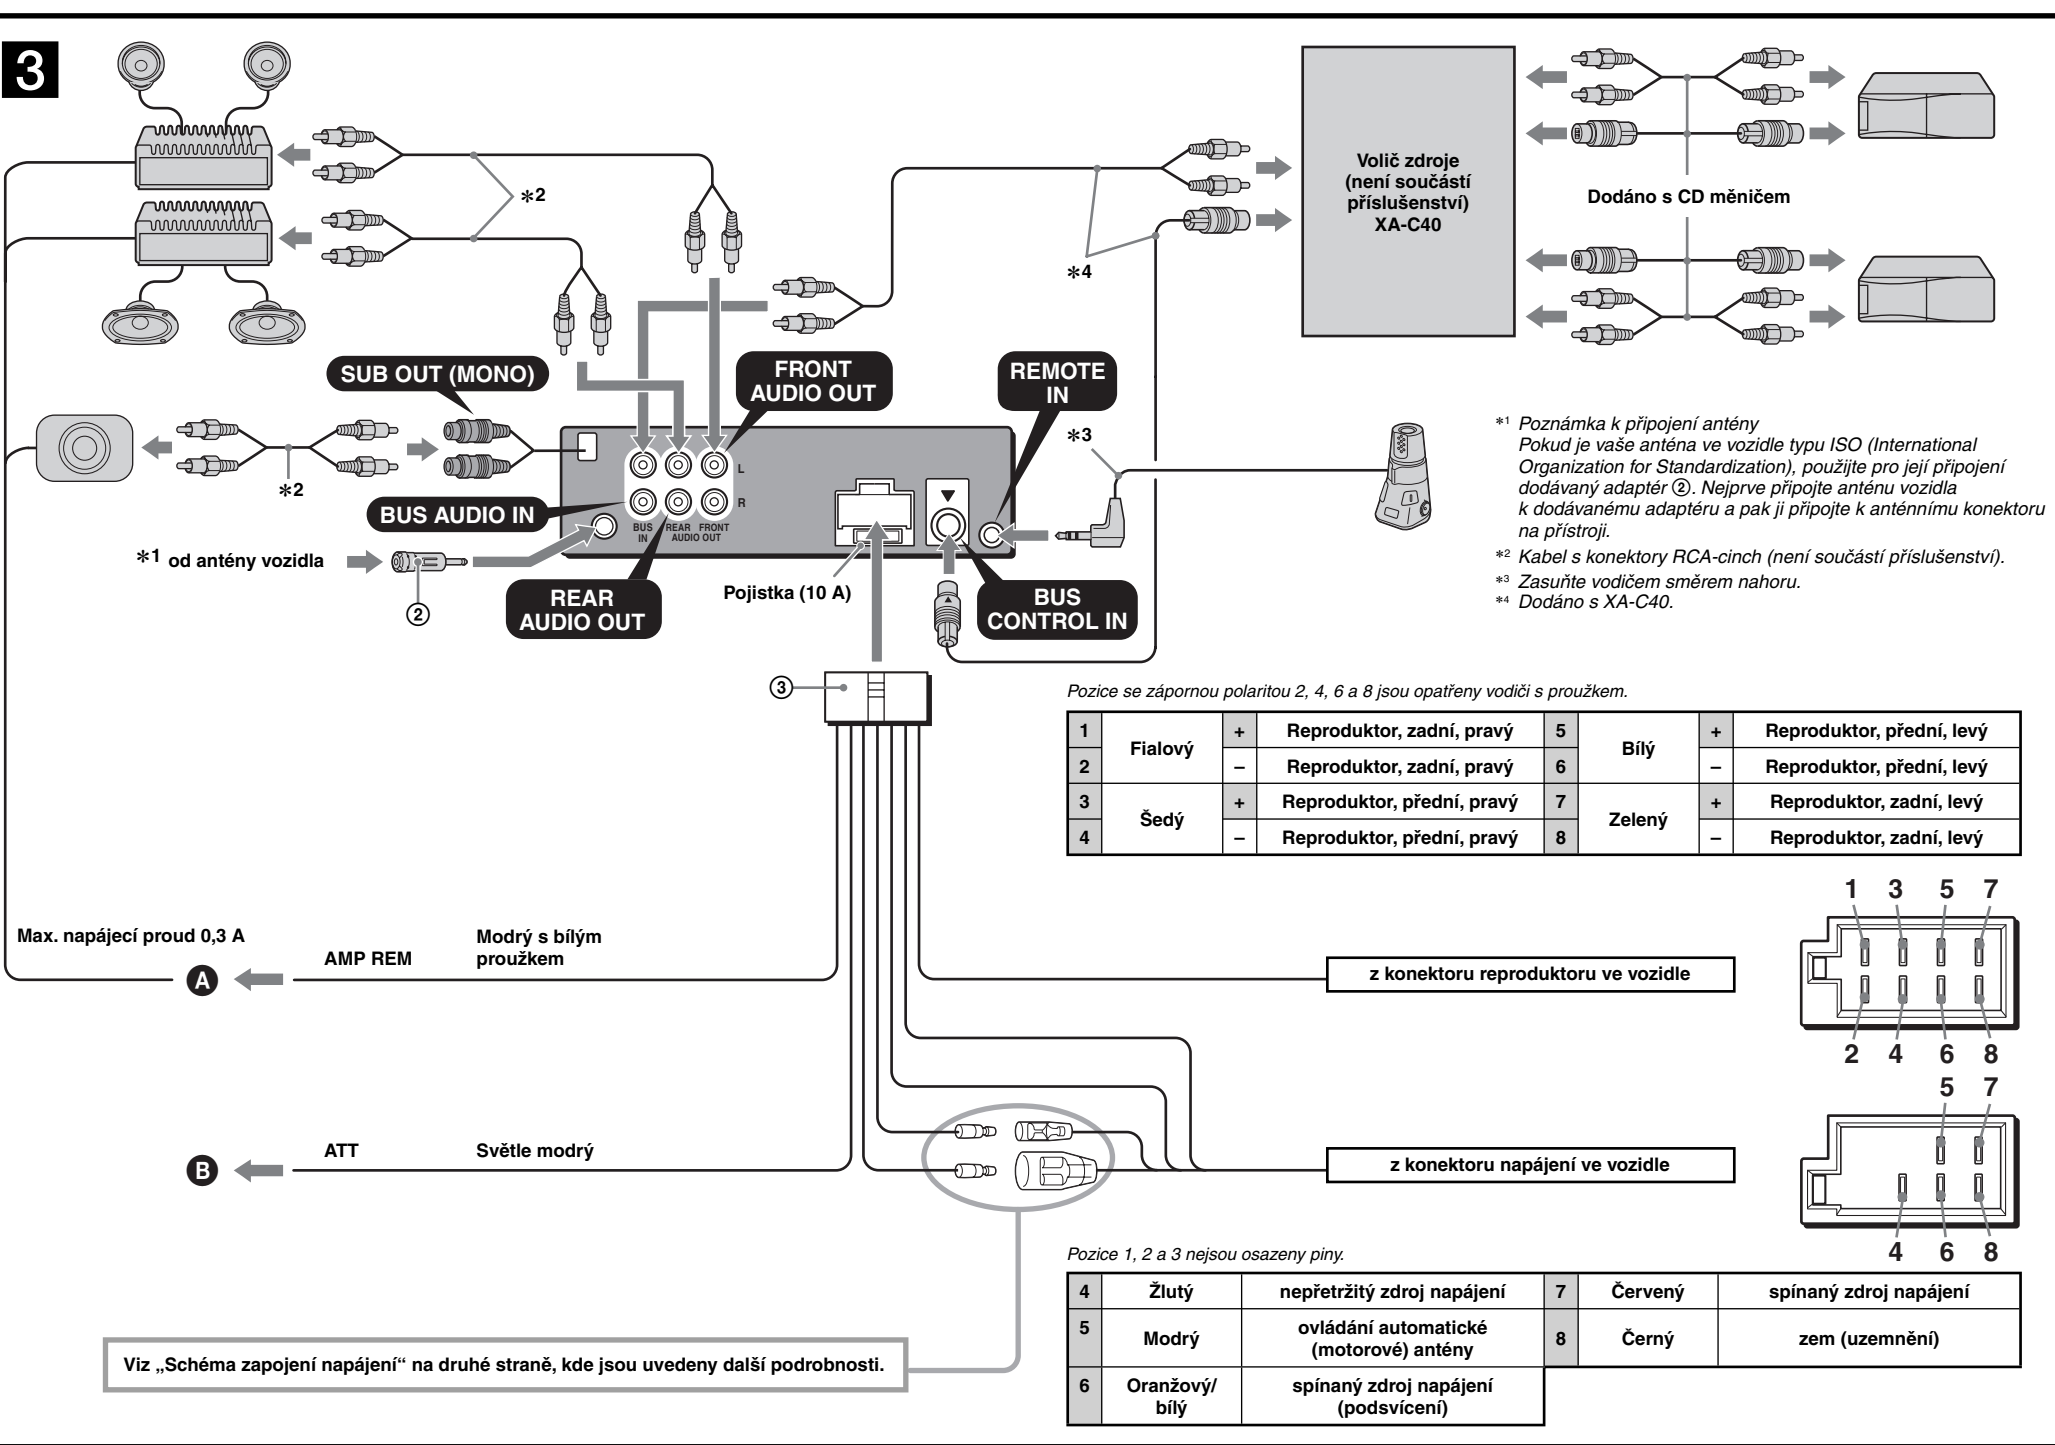 3
*2
*4
Volič zdroje
(není součástí
příslušenství)
XA-C40
Dodáno s CD měničem
SUB OUT (MONO)
FRONT
AUDIO OUT
REMOTE
IN
*3
*2
BUS AUDIO IN
L
R
BUS
IN
REAR
FRONT
AUDIO OUT
*1 od antény vozidla
②
REAR
AUDIO OUT
Pojistka (10 A)
BUS
CONTROL IN
*1 Poznámka k připojení antény
Pokud je vaše anténa ve vozidle typu ISO (International
Organization for Standardization), použijte pro její připojení
dodávaný adaptér ②. Nejprve připojte anténu vozidla
k dodávanému adaptéru a pak ji připojte k anténnímu konektoru
na přístroji.
*2 Kabel s konektory RCA-cinch (není součástí příslušenství).
*3 Zasuňte vodičem směrem nahoru.
*4 Dodáno s XA-C40.
③
Pozice se zápornou polaritou 2, 4, 6 a 8 jsou opatřeny vodiči s proužkem.
1 Fialový + Reproduktor, zadní, pravý 5 Bílý + Reproduktor, přední, levý
2 – Reproduktor, zadní, pravý 6 – Reproduktor, přední, levý
3 Šedý + Reproduktor, přední, pravý 7 Zelený + Reproduktor, zadní, levý
4 – Reproduktor, přední, pravý 8 – Reproduktor, zadní, levý
Max. napájecí proud 0,3 A
A
AMP REM
Modrý s bílým
proužkem
z konektoru reproduktoru ve vozidle
1 3 5 7
2 4 6 8
B
ATT
Světle modrý
z konektoru napájení ve vozidle
5 7
4 6 8
Pozice 1, 2 a 3 nejsou osazeny piny.
4 Žlutý nepřetržitý zdroj napájení 7 Červený spínaný zdroj napájení
5 Modrý ovládání automatické
(motorové) antény 8 Černý zem (uzemnění)
6 Oranžový/
bílý spínaný zdroj napájení
(podsvícení)
Viz „Schéma zapojení napájení“ na druhé straně, kde jsou uvedeny další podrobnosti.